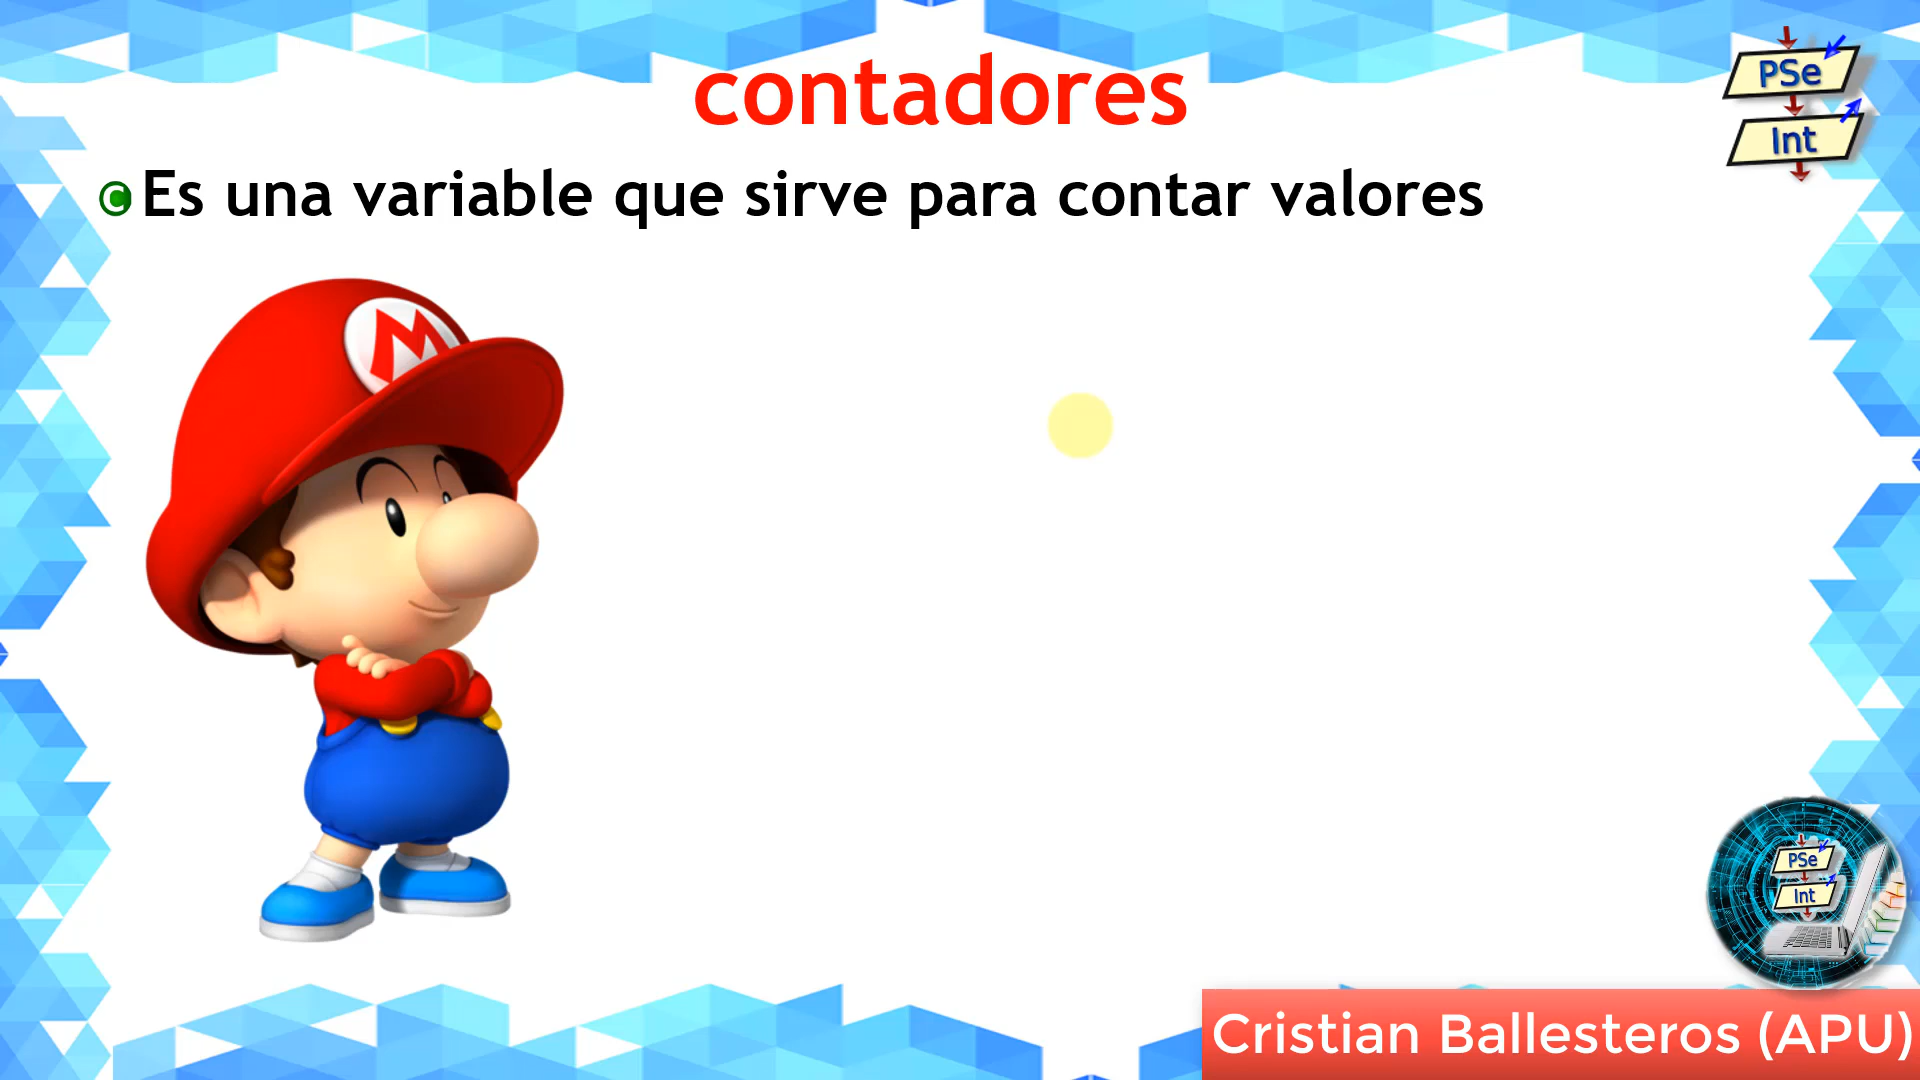 contadores
PSe
Int
Es una variable que sirve para contar valores
M
PSe
Int
Cristian Ballesteros (APU)